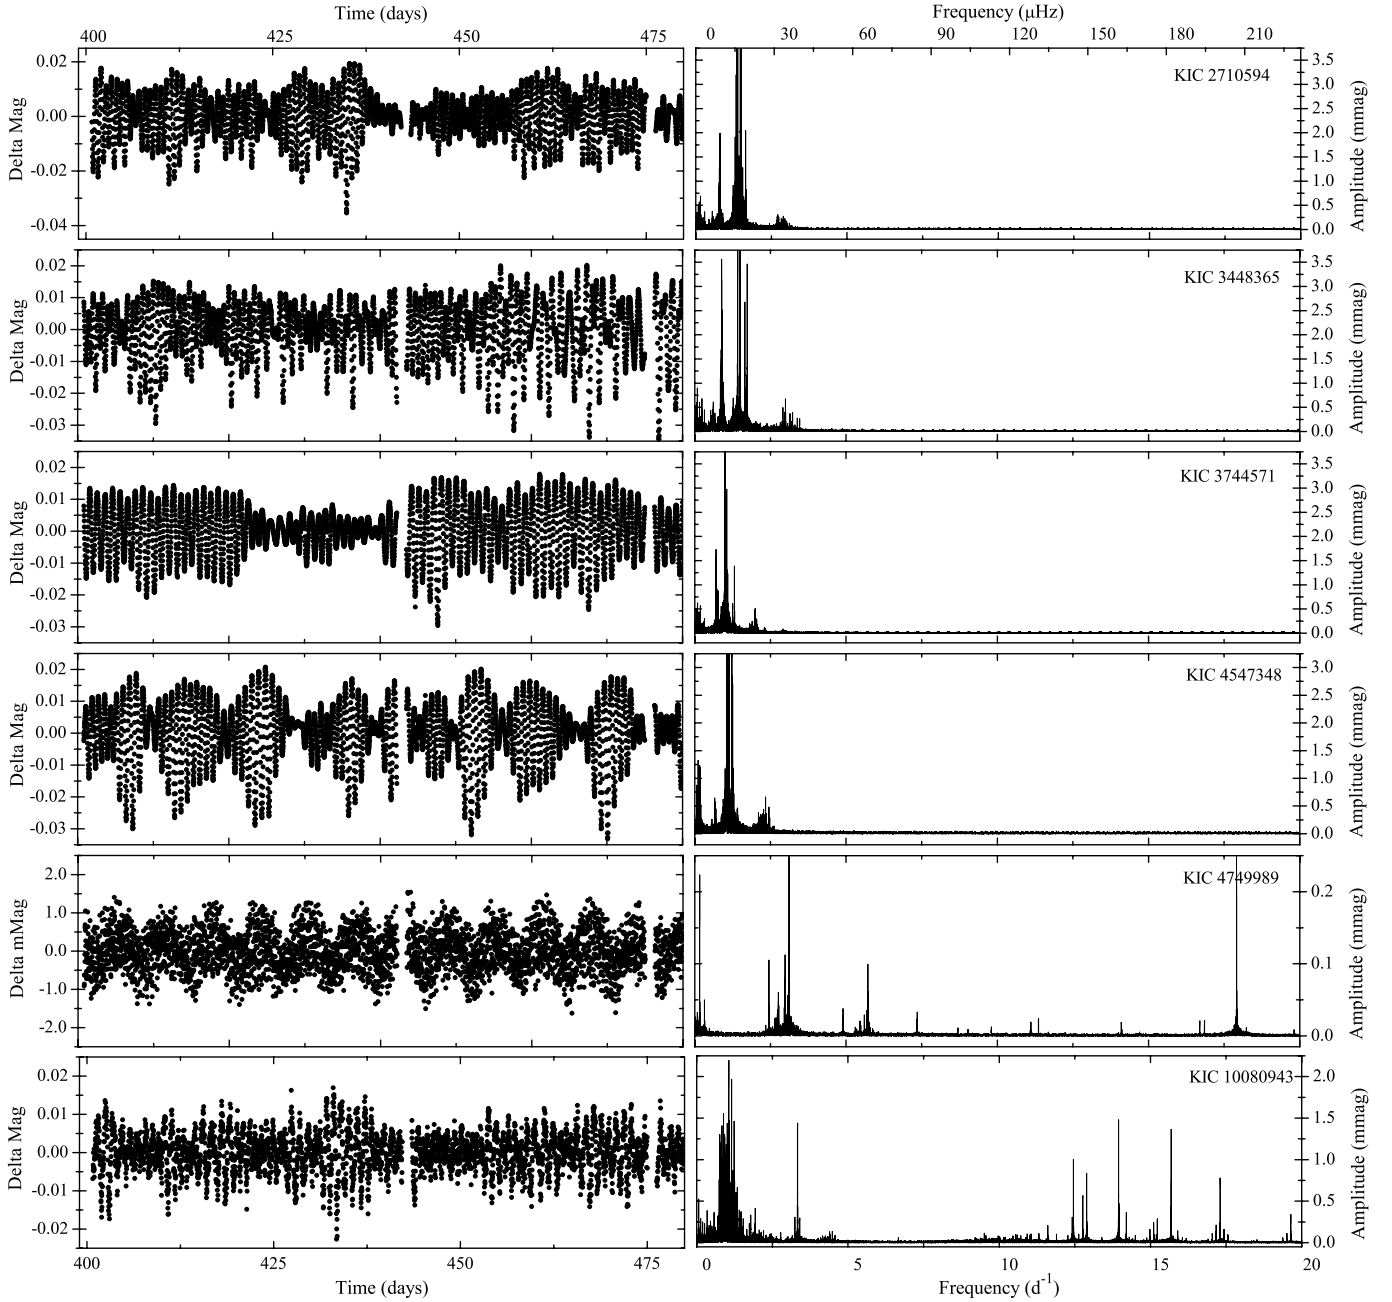 Time (days)
Frequency (μHz)
400 425 450 475
0 30 60 90 120 150 180 210
Delta Mag
0.02
0.00
-0.02
-0.04
KIC 2710594
3.5
3.0
2.5
2.0
1.5
1.0
0.5
0.0
Amplitude (mmag)
Delta Mag
0.02
0.01
0.00
-0.01
-0.02
-0.03
KIC 3448365
3.5
3.0
2.5
2.0
1.5
1.0
0.5
0.0
Amplitude (mmag)
Delta Mag
0.02
0.01
0.00
-0.01
-0.02
-0.03
KIC 3744571
3.5
3.0
2.5
2.0
1.5
1.0
0.5
0.0
Amplitude (mmag)
Delta Mag
0.02
0.01
0.00
-0.01
-0.02
-0.03
KIC 4547348
3.0
2.5
2.0
1.5
1.0
0.5
0.0
Amplitude (mmag)
Delta mMag
2.0
1.0
0.0
-1.0
-2.0
KIC 4749989
0.2
0.1
0.0
Amplitude (mmag)
Delta Mag
0.02
0.01
0.00
-0.01
-0.02
KIC 10080943
2.0
1.5
1.0
0.5
0.0
Amplitude (mmag)
400 425 450 475
0 5 10 15 20
Time (days)
Frequency (d⁻¹)